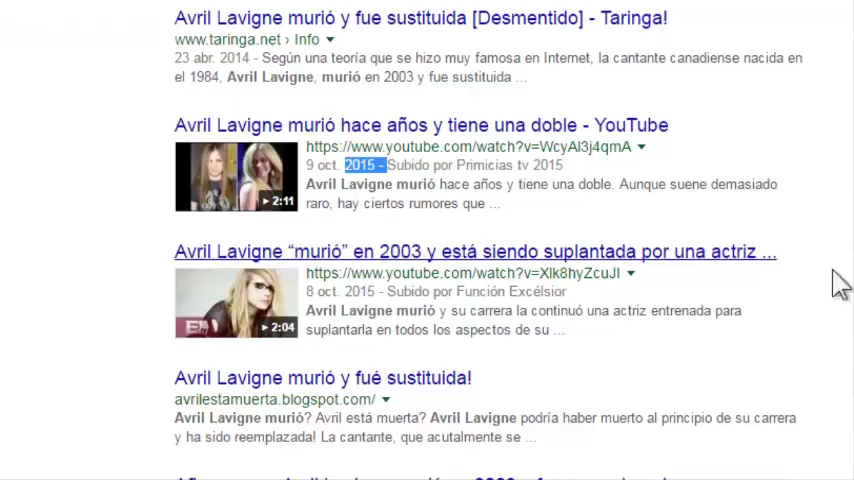 Avril Lavigne murió y fue sustituida [Desmentido] - Taringa!
www.taringa.net › Info
23 abr. 2014 - Según una teoría que se hizo muy famosa en Internet, la cantante canadiense nacida en
el 1984, Avril Lavigne, murió en 2003 y fue sustituida ...
Avril Lavigne murió hace años y tiene una doble - YouTube
https://www.youtube.com/watch?v=WcyAl3j4qmA
9 oct. 2015 - Subido por Primicias tv 2015
Avril Lavigne murió hace años y tiene una doble. Aunque suene demasiado
raro, hay ciertos rumores que ...
2:11
Avril Lavigne “murió” en 2003 y está siendo suplantada por una actriz ...
https://www.youtube.com/watch?v=Xlk8hyZcuJI
8 oct. 2015 - Subido por Función Excélsior
Avril Lavigne murió y su carrera la continuó una actriz entrenada para
suplantarla en todos los aspectos de su ...
2:04
Avril Lavigne murió y fué sustituida!
avrilestamuerta.blogspot.com/
Avril Lavigne murió? Avril está muerta? Avril Lavigne podría haber muerto al principio de su carrera
y ha sido reemplazada! La cantante, que acutalmente se ...